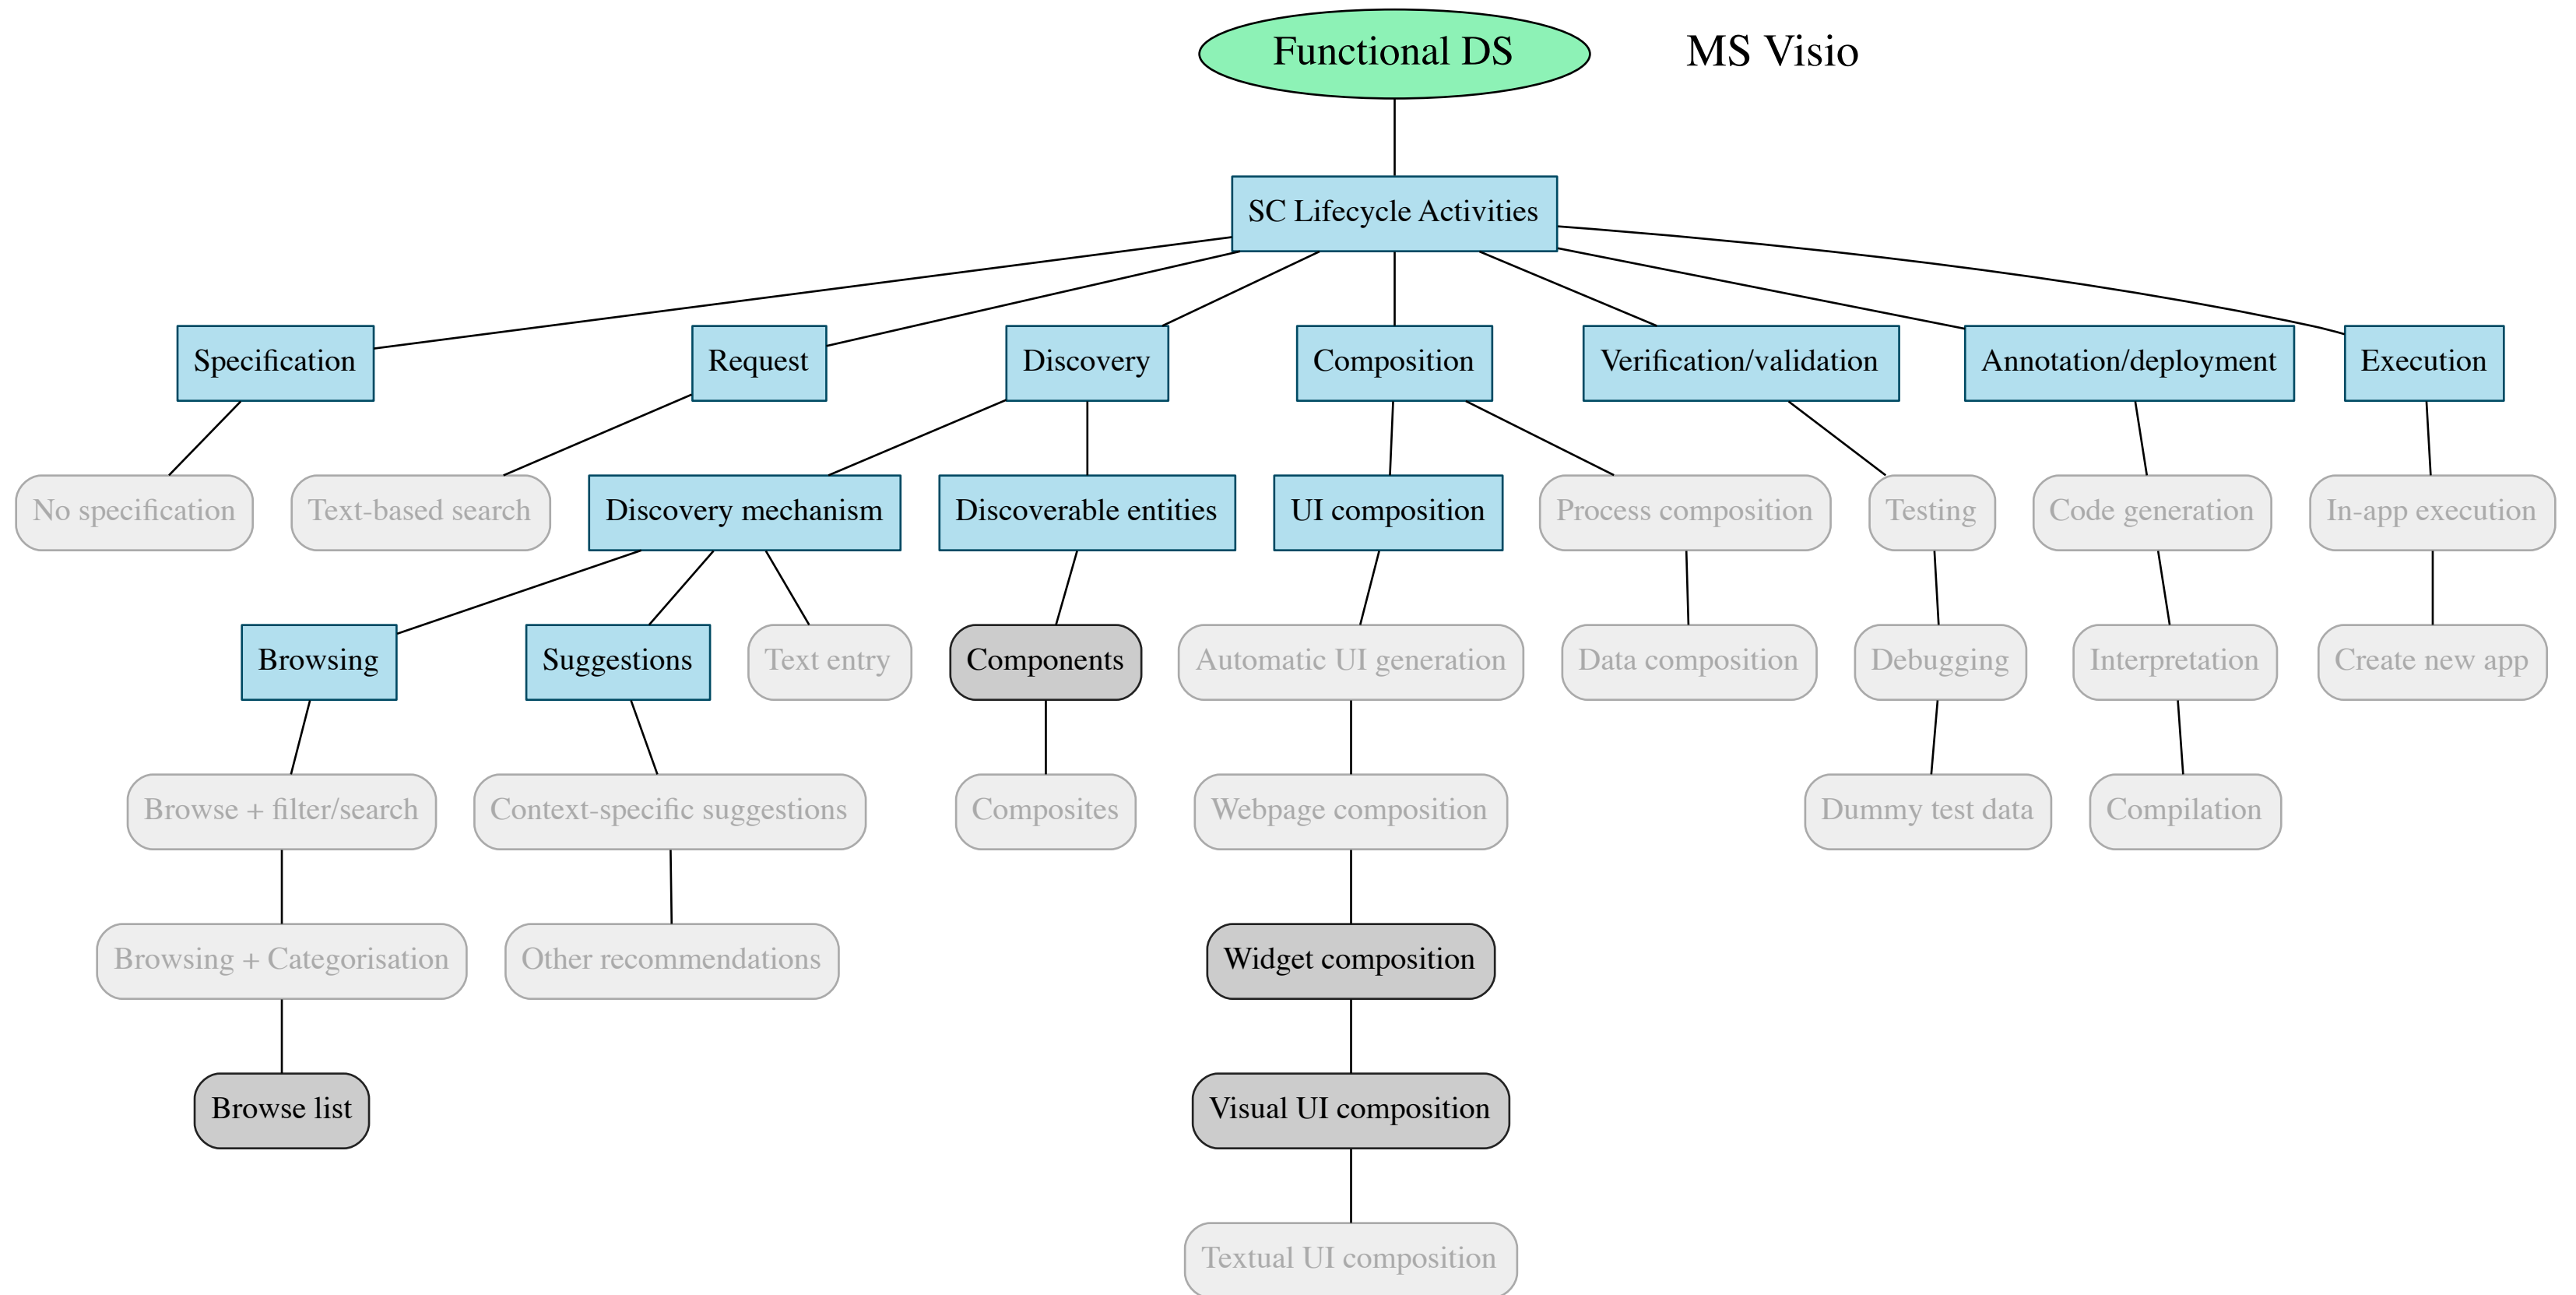 Functional DS
MS Visio
SC Lifecycle Activities
Specification
Request
Discovery
Composition
Verification/validation
Annotation/deployment
Execution
No specification
Text-based search
Discovery mechanism
Discoverable entities
UI composition
Process composition
Testing
Code generation
In-app execution
Browsing
Suggestions
Text entry
Components
Automatic UI generation
Data composition
Debugging
Interpretation
Create new app
Browse + filter/search
Context-specific suggestions
Composites
Webpage composition
Dummy test data
Compilation
Browsing + Categorisation
Other recommendations
Widget composition
Browse list
Visual UI composition
Textual UI composition